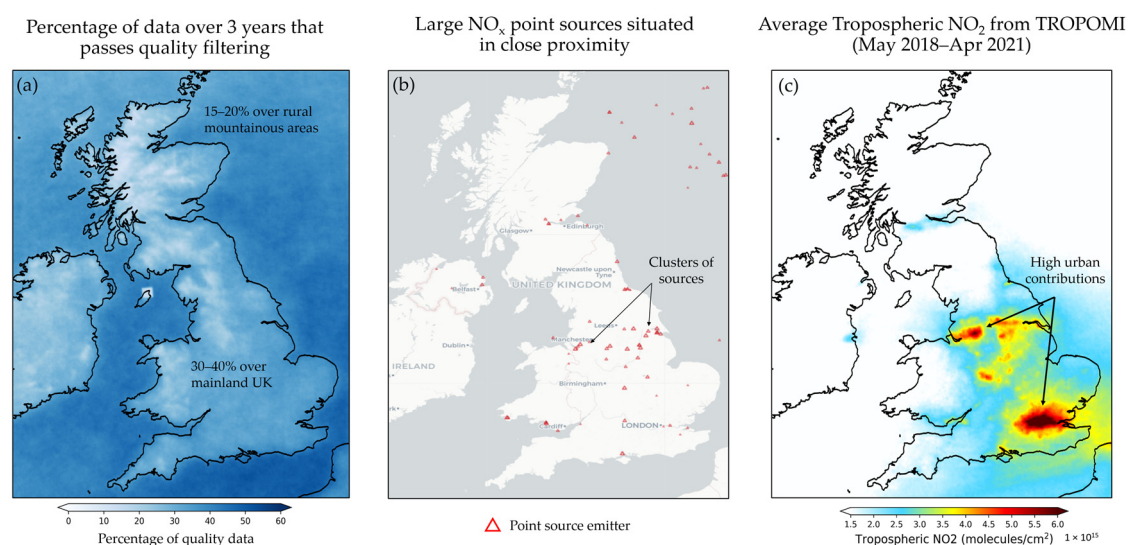 Percentage of data over 3 years that
passes quality filtering
(a)
15–20% over rural
mountainous areas
30–40% over
mainland UK
0 10 20 30 40 50 60
Percentage of quality data
Large NOx point sources situated
in close proximity
(b)
Glasgow
Edinburgh
Newcastle upon
Tyne
Belfast
UNITED KINGDOM
Clusters of
sources
Leeds
Manchester
Dublin
IRELAND
Birmingham
Cardiff
LONDON
Point source emitter
Average Tropospheric NO2 from TROPOMI
(May 2018–Apr 2021)
(c)
High urban
contributions
1.5 2.0 2.5 3.0 3.5 4.0 4.5 5.0 5.5 6.0
Tropospheric NO2 (molecules/cm²) 1 × 10¹⁵